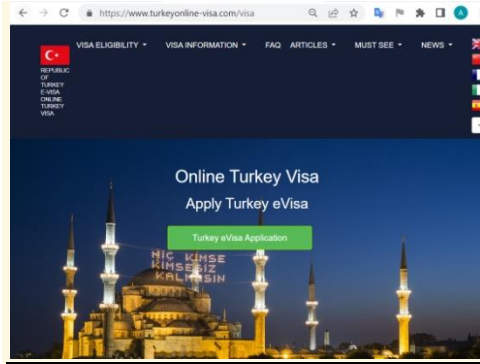 https://www.turkeyonline-visa.com/visa
VISA ELIGIBILITY VISA INFORMATION FAQ ARTICLES MUST SEE NEWS
REPUBLIC
OF
TURKEY
E-VISA
ONLINE
TURKEY
VISA
Online Turkey Visa
Apply Turkey eVisa
Turkey eVisa Application
HİÇ KİMSE
KİMSESİZ
KALMASIN